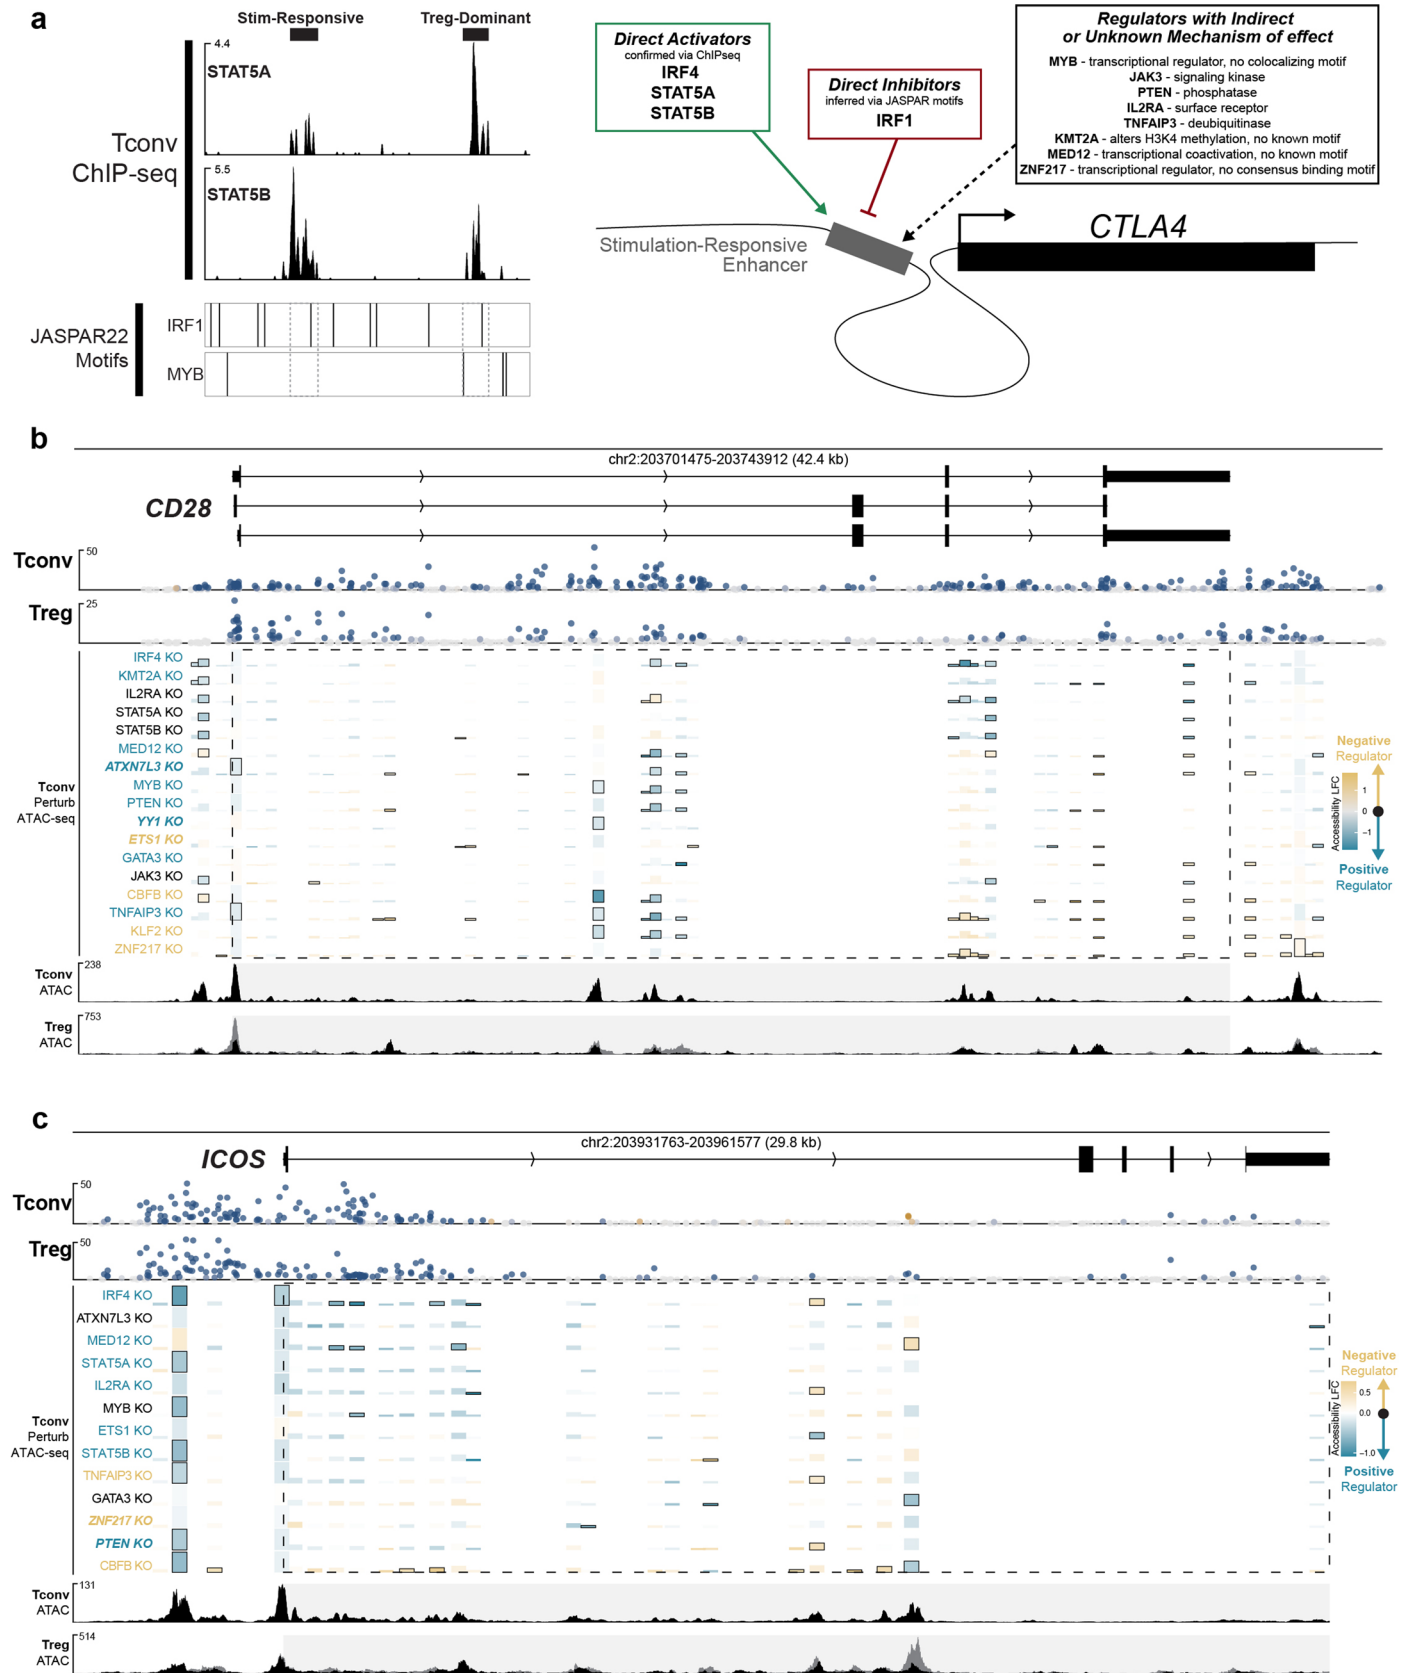 a
Stim-Responsive
Treg-Dominant
4.4
STAT5A
Tconv
ChIP-seq
5.5
STAT5B
JASPAR22
Motifs
IRF1
MYB
Direct Activators
confirmed via ChIPseq
IRF4
STAT5A
STAT5B
Direct Inhibitors
inferred via JASPAR motifs
IRF1
Regulators with Indirect
or Unknown Mechanism of effect
MYB - transcriptional regulator, no colocalizing motif
JAK3 - signaling kinase
PTEN - phosphatase
IL2RA - surface receptor
TNFAIP3 - deubiquitinase
KMT2A - alters H3K4 methylation, no known motif
MED12 - transcriptional coactivation, no known motif
ZNF217 - transcriptional regulator, no consensus binding motif
Stimulation-Responsive
Enhancer
CTLA4
b
chr2:203701475-203743912 (42.4 kb)
CD28
Tconv
50
Treg
25
IRF4 KO
KMT2A KO
IL2RA KO
STAT5A KO
STAT5B KO
MED12 KO
ATXN7L3 KO
MYB KO
PTEN KO
YY1 KO
ETS1 KO
GATA3 KO
JAK3 KO
CBFB KO
TNFAIP3 KO
KLF2 KO
ZNF217 KO
Tconv
Perturb
ATAC-seq
Negative
Regulator
Accessibility LFC
1
0
−1
Positive
Regulator
Tconv
ATAC
238
Treg
ATAC
753
c
chr2:203931763-203961577 (29.8 kb)
ICOS
Tconv
50
Treg
50
IRF4 KO
ATXN7L3 KO
MED12 KO
STAT5A KO
IL2RA KO
MYB KO
ETS1 KO
STAT5B KO
TNFAIP3 KO
GATA3 KO
ZNF217 KO
PTEN KO
CBFB KO
Tconv
Perturb
ATAC-seq
Negative
Regulator
Accessibility LFC
0.5
0.0
−1.0
Positive
Regulator
Tconv
ATAC
131
Treg
ATAC
514